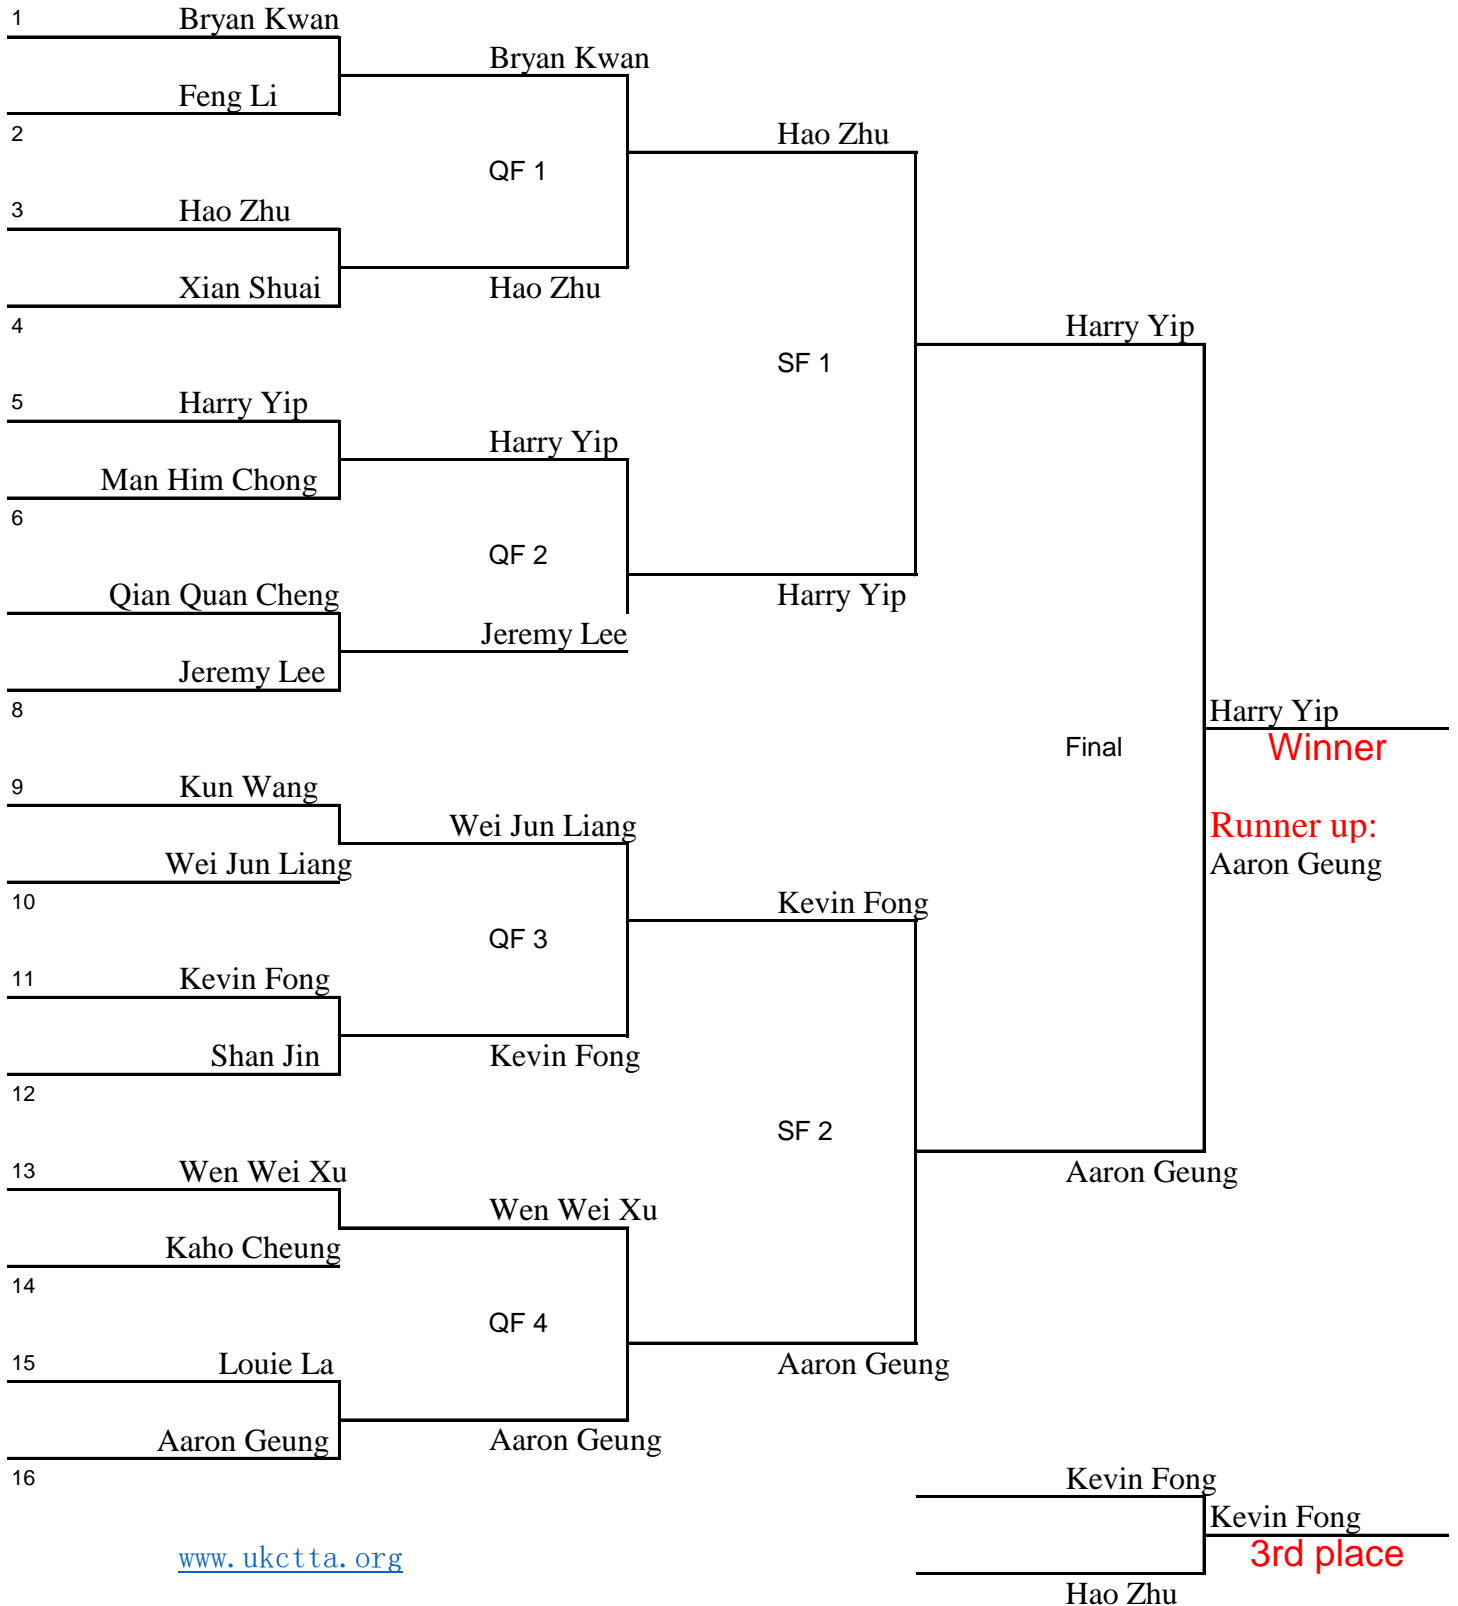 1 Bryan Kwan
Bryan Kwan
Feng Li
2
Hao Zhu
QF 1
3 Hao Zhu
Xian Shuai
Hao Zhu
4
Harry Yip
SF 1
5 Harry Yip
Harry Yip
Man Him Chong
6
QF 2
Qian Quan Cheng
Harry Yip
Jeremy Lee
Jeremy Lee
8
Harry Yip
Final
Winner
9 Kun Wang
Wei Jun Liang
Runner up:
Wei Jun Liang
Aaron Geung
10
Kevin Fong
QF 3
11 Kevin Fong
Shan Jin
Kevin Fong
12
SF 2
13 Wen Wei Xu
Aaron Geung
Wen Wei Xu
Kaho Cheung
14
QF 4
15 Louie La
Aaron Geung
Aaron Geung
Aaron Geung
16
Kevin Fong
Kevin Fong
www.ukctta.org
3rd place
Hao Zhu